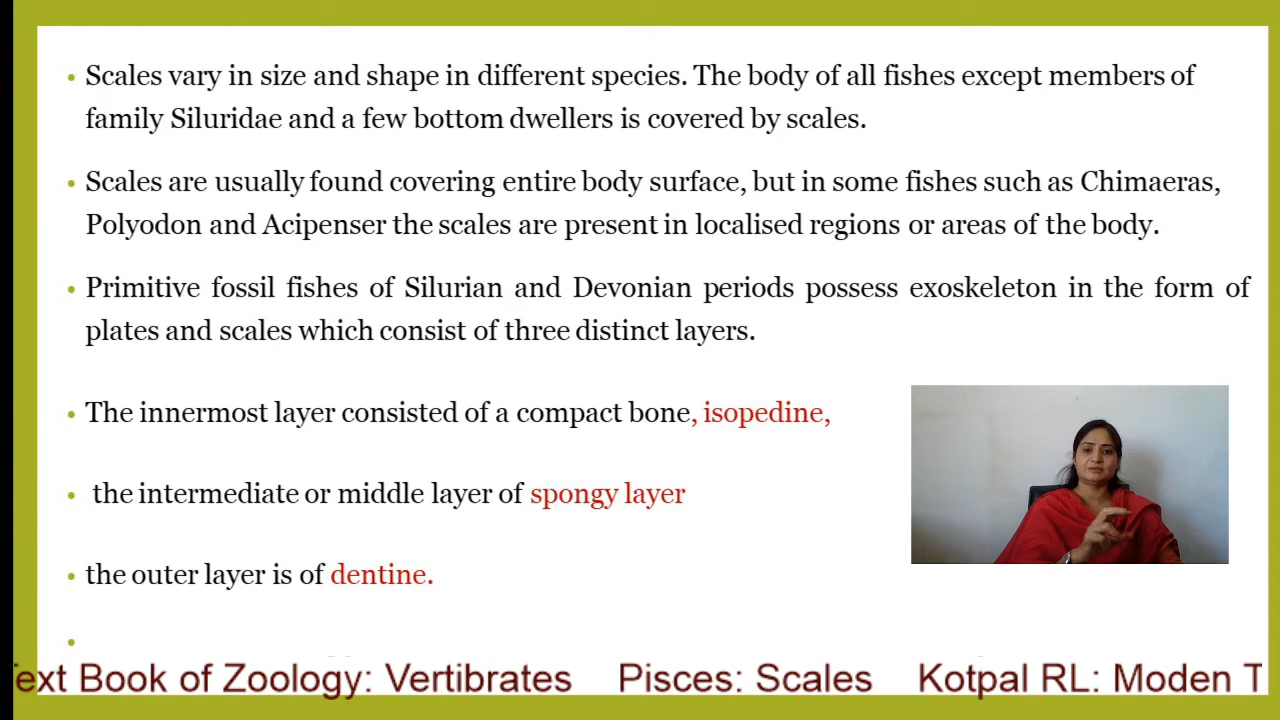 Scales vary in size and shape in different species. The body of all fishes except members of
family Siluridae and a few bottom dwellers is covered by scales.
Scales are usually found covering entire body surface, but in some fishes such as Chimaeras,
Polyodon and Acipenser the scales are present in localised regions or areas of the body.
Primitive fossil fishes of Silurian and Devonian periods possess exoskeleton in the form of
plates and scales which consist of three distinct layers.
The innermost layer consisted of a compact bone, isopedine,
the intermediate or middle layer of spongy layer
the outer layer is of dentine.
ext Book of Zoology: Vertibrates Pisces: Scales Kotpal RL: Moden T